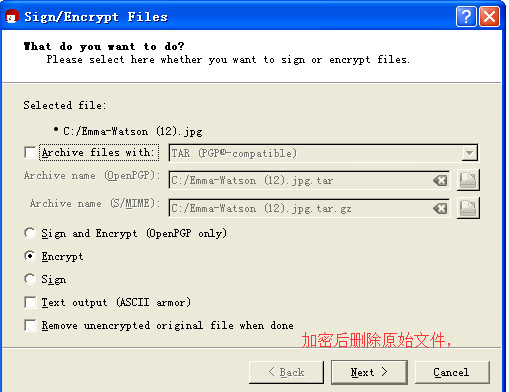 Sign/Encrypt Files
What do you want to do?
Please select here whether you want to sign or encrypt files.
Selected file:
• C:/Emma-Watson (12).jpg
Archive files with:
TAR (PGP©-compatible)
Archive name (OpenPGP):
C:/Emma-Watson (12).jpg.tar
Archive name (S/MIME):
C:/Emma-Watson (12).jpg.tar.gz
Sign and Encrypt (OpenPGP only)
Encrypt
Sign
Text output (ASCII armor)
Remove unencrypted original file when done
加密后删除原始文件,
< Back
Next >
Cancel